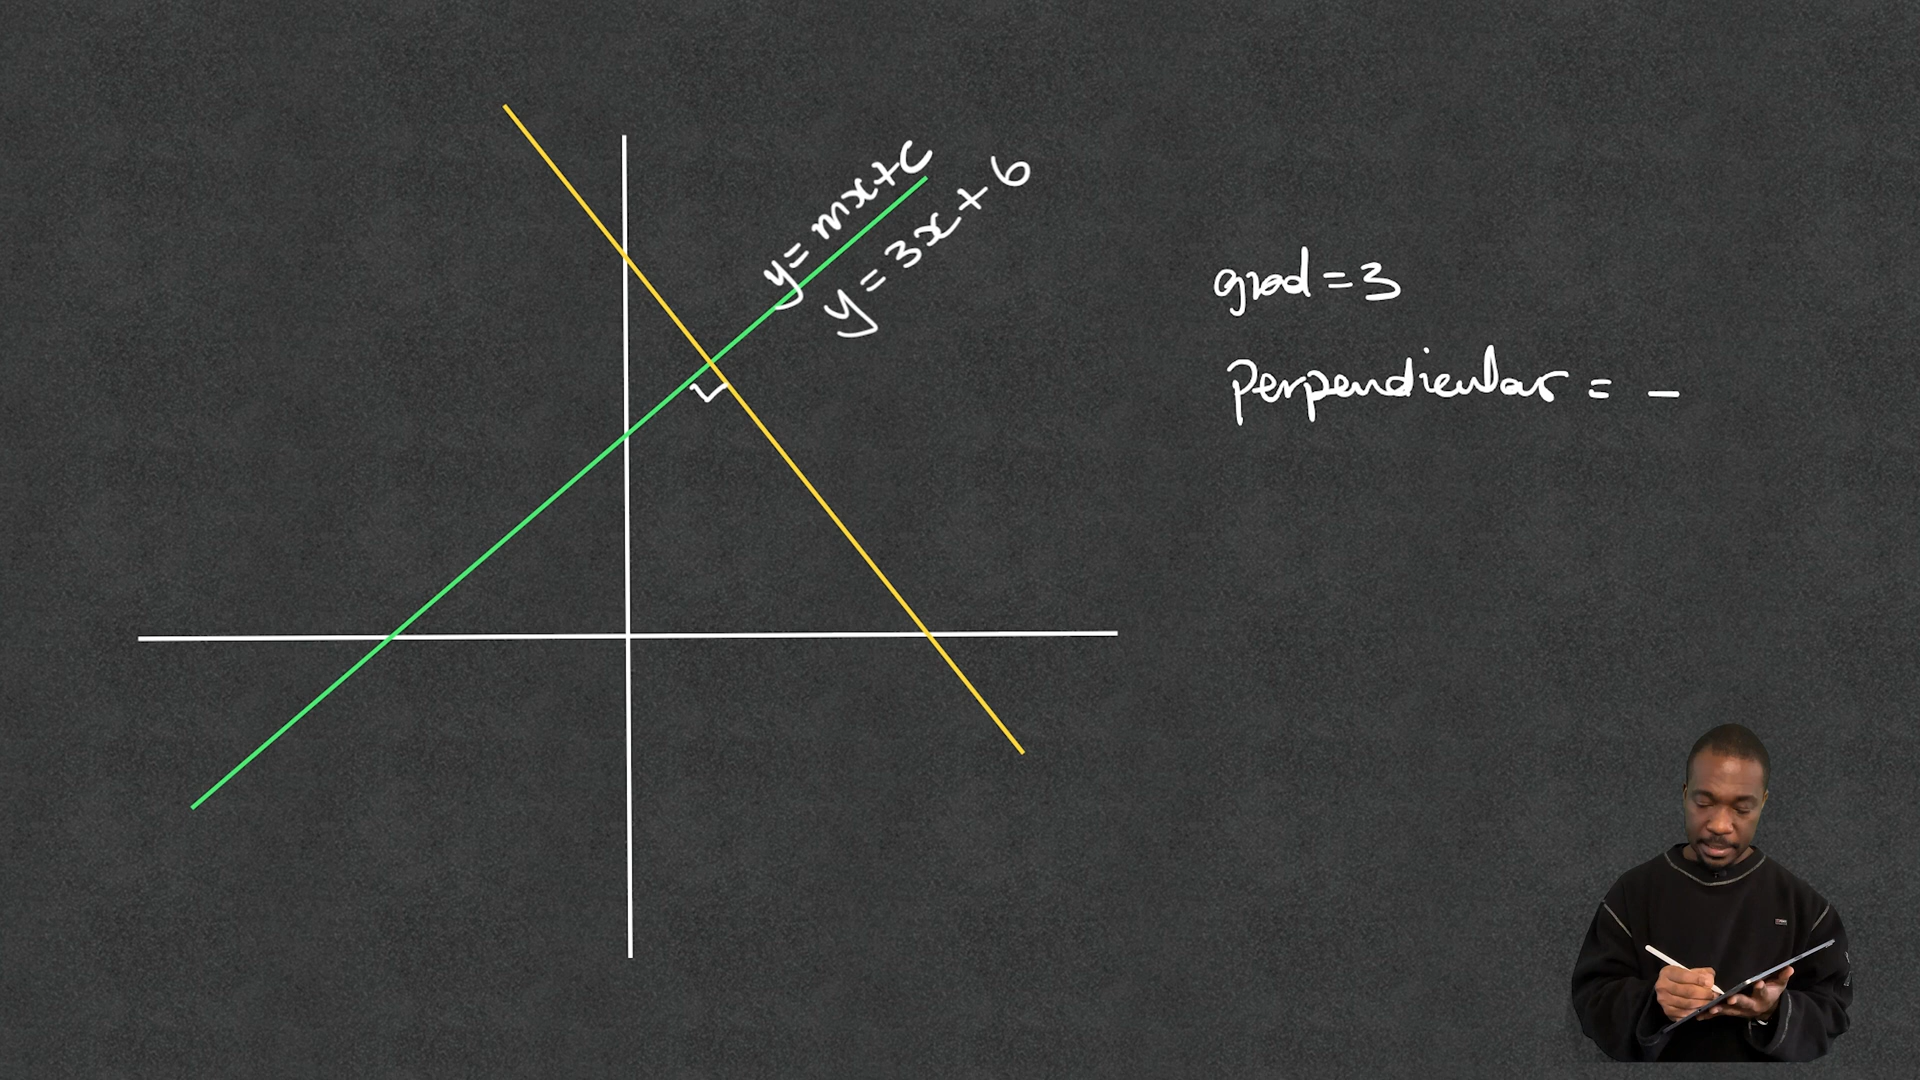 y = mx + c
y = 3x + 6
grad = 3
perpendicular = -